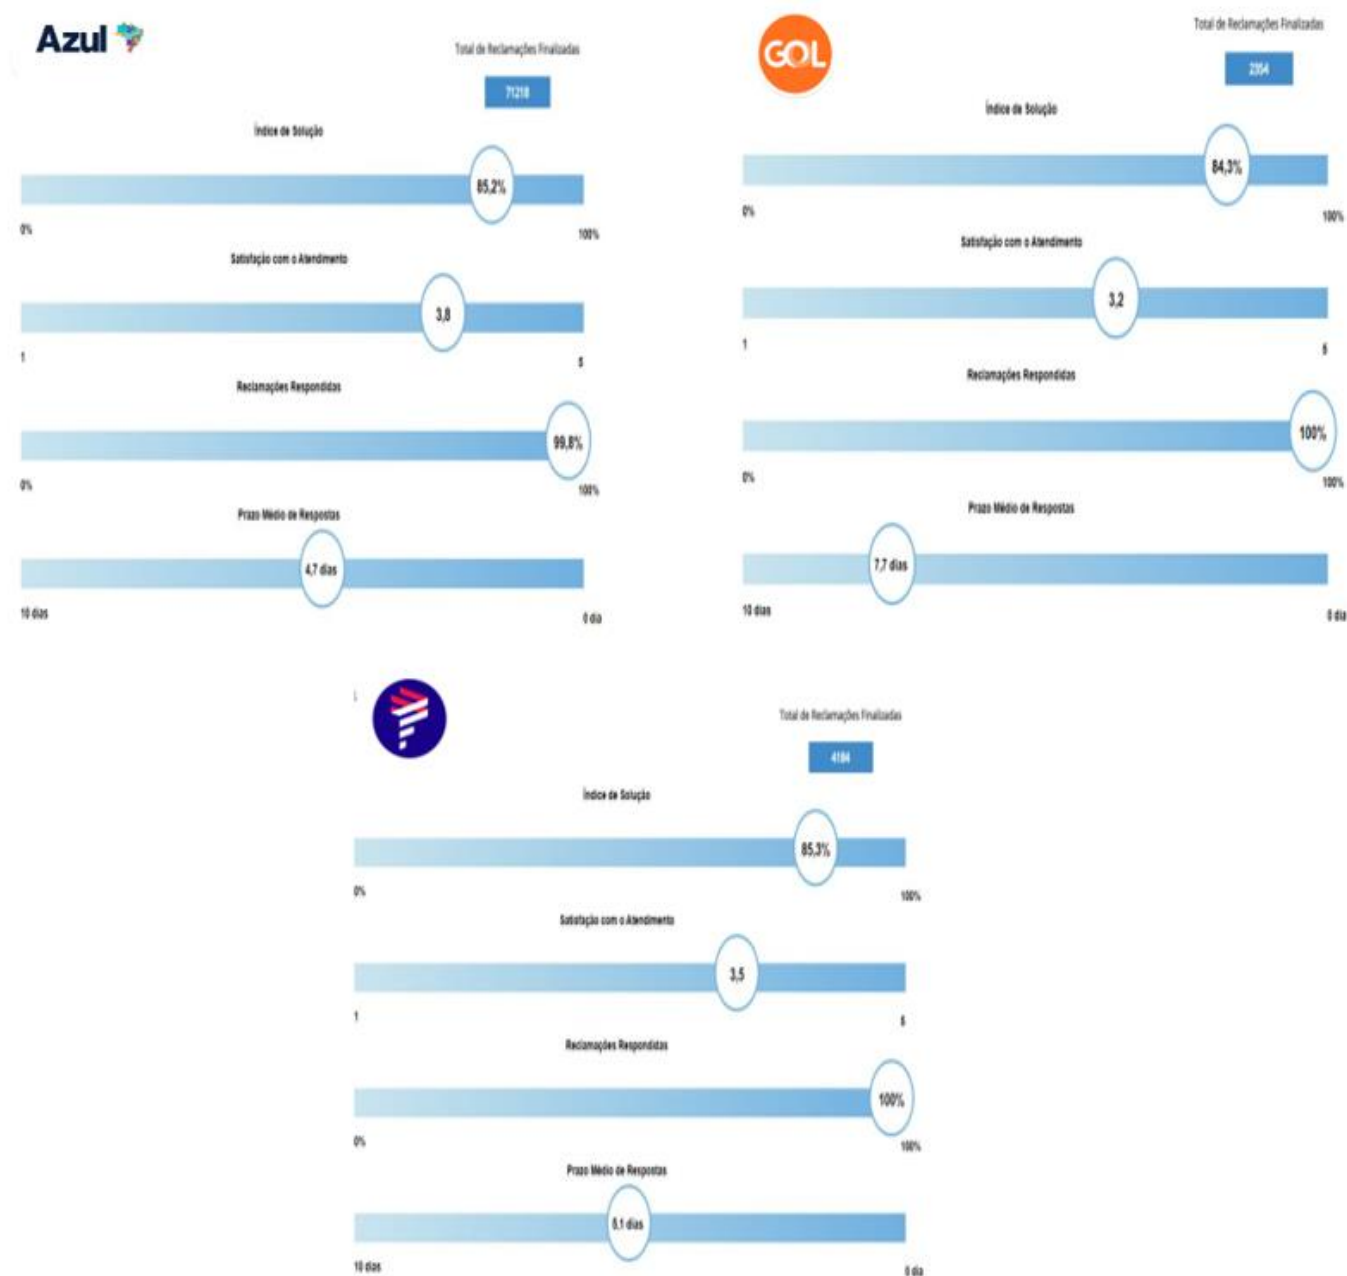 Azul
Total de Reclamações Finalizadas
71218
Índice de Solução
85,2%
0%
100%
Satisfação com o Atendimento
3,8
1
5
Reclamações Respondidas
99,8%
0%
100%
Prazo Médio de Respostas
4,7 dias
10 dias
0 dia
GOL
Total de Reclamações Finalizadas
2354
Índice de Solução
84,3%
0%
100%
Satisfação com o Atendimento
3,2
1
5
Reclamações Respondidas
100%
0%
100%
Prazo Médio de Respostas
7,7 dias
10 dias
0 dia
Total de Reclamações Finalizadas
4184
Índice de Solução
85,3%
0%
100%
Satisfação com o Atendimento
3,5
1
5
Reclamações Respondidas
100%
0%
100%
Prazo Médio de Respostas
5,1 dias
10 dias
0 dia